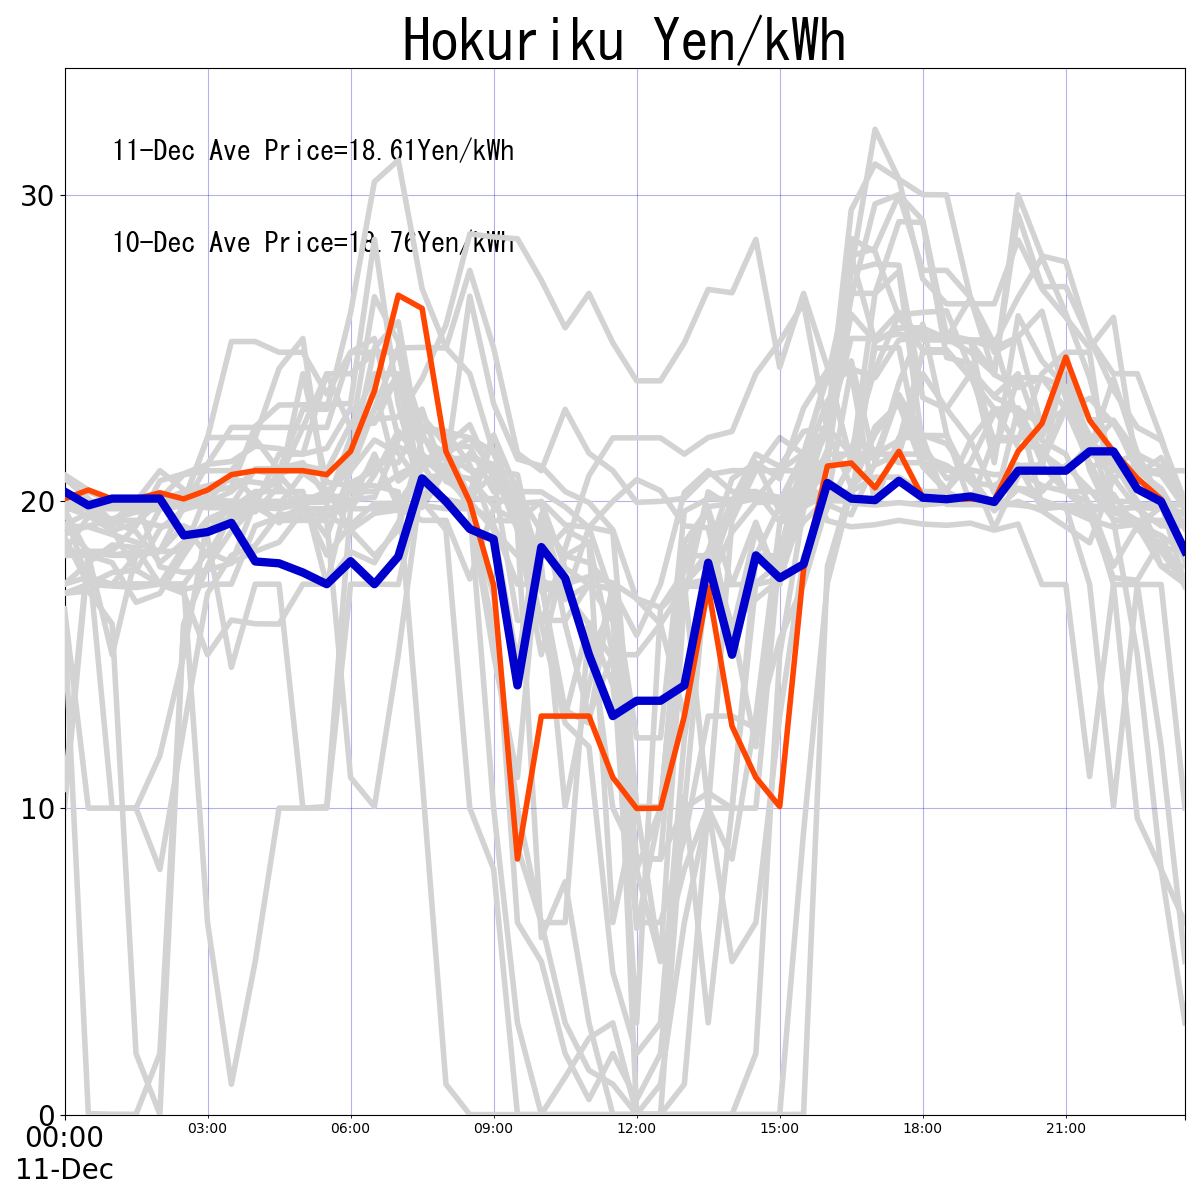 Hokuriku Yen/kWh
11-Dec Ave Price=18.61Yen/kWh
10-Dec Ave Price=18.76Yen/kWh
30
20
10
0
00:00 03:00 06:00 09:00 12:00 15:00 18:00 21:00
11-Dec